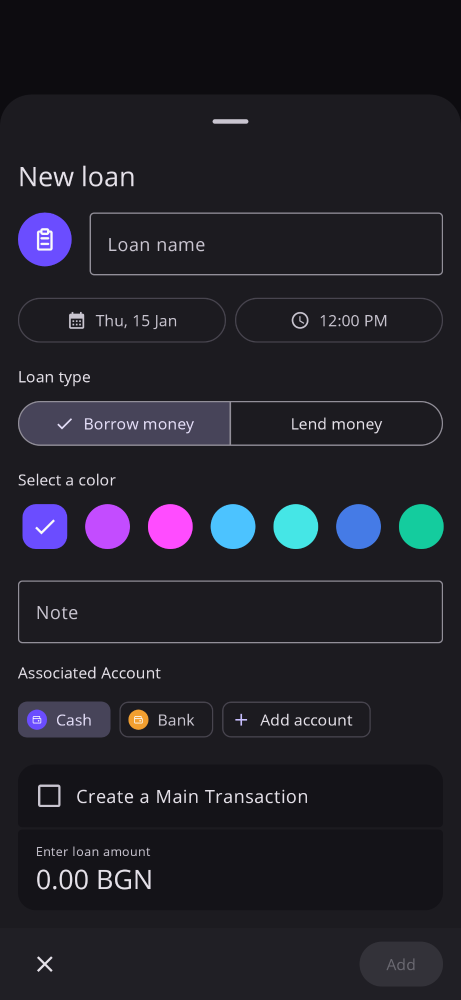 New loan
Loan name
Thu, 15 Jan
12:00 PM
Loan type
Borrow money
Lend money
Select a color
Note
Associated Account
Cash
Bank
Add account
Create a Main Transaction
Enter loan amount
0.00 BGN
Add